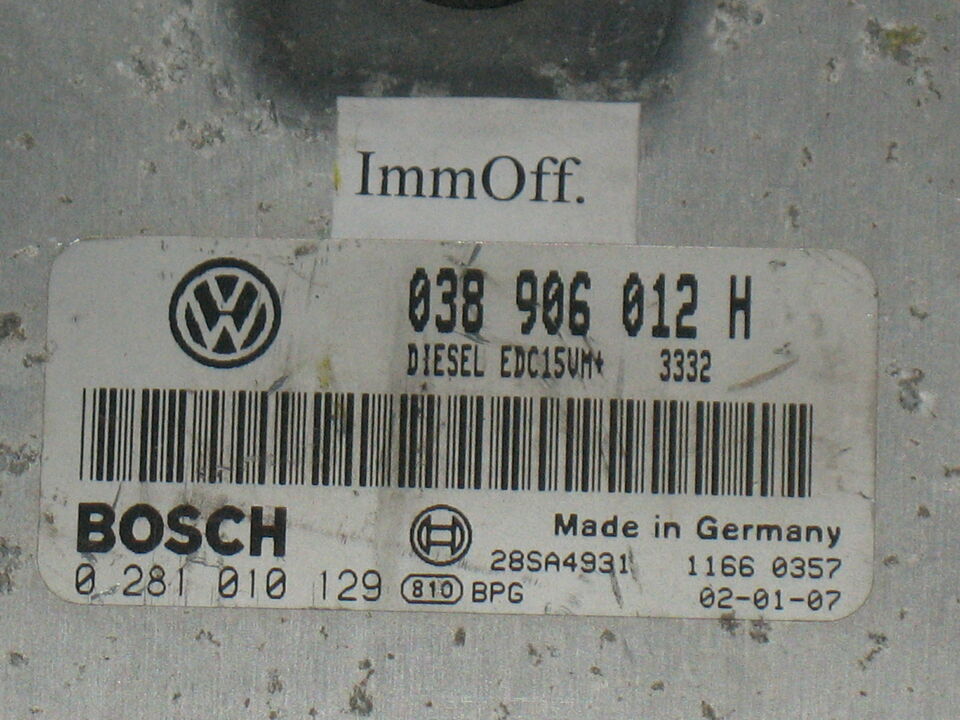 ImmOff.
038 906 012 H
DIESEL EDC15VM+ 3332
BOSCH
Made in Germany
28SA4931 1166 0357
0 281 010 129 810 BPG 02-01-07